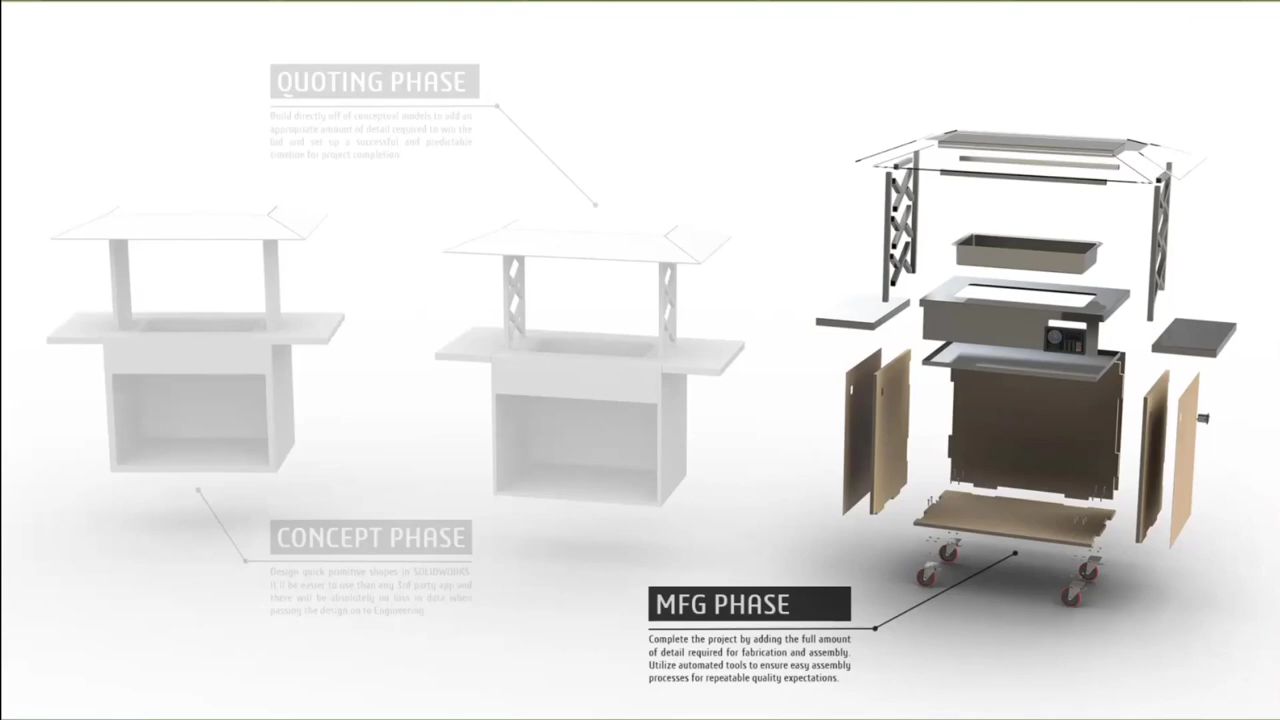 QUOTING PHASE
Build directly off of conceptual models to add an
appropriate amount of detail required to win the
bid and set up a successful and predictable
timeline for project completion.
CONCEPT PHASE
Design quick primitive shapes in SOLIDWORKS.
It'll be easier to use than any 3rd party app and
there will be absolutely no loss in data when
passing the design on to Engineering.
MFG PHASE
Complete the project by adding the full amount
of detail required for fabrication and assembly.
Utilize automated tools to ensure easy assembly
processes for repeatable quality expectations.